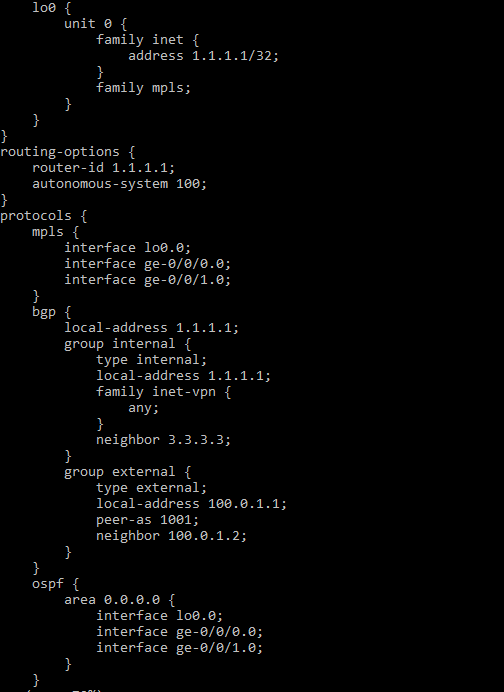 lo0 {
unit 0 {
family inet {
address 1.1.1.1/32;
}
family mpls;
}
}
}
routing-options {
router-id 1.1.1.1;
autonomous-system 100;
}
protocols {
mpls {
interface lo0.0;
interface ge-0/0/0.0;
interface ge-0/0/1.0;
}
bgp {
local-address 1.1.1.1;
group internal {
type internal;
local-address 1.1.1.1;
family inet-vpn {
any;
}
neighbor 3.3.3.3;
}
group external {
type external;
local-address 100.0.1.1;
peer-as 1001;
neighbor 100.0.1.2;
}
}
ospf {
area 0.0.0.0 {
interface lo0.0;
interface ge-0/0/0.0;
interface ge-0/0/1.0;
}
}